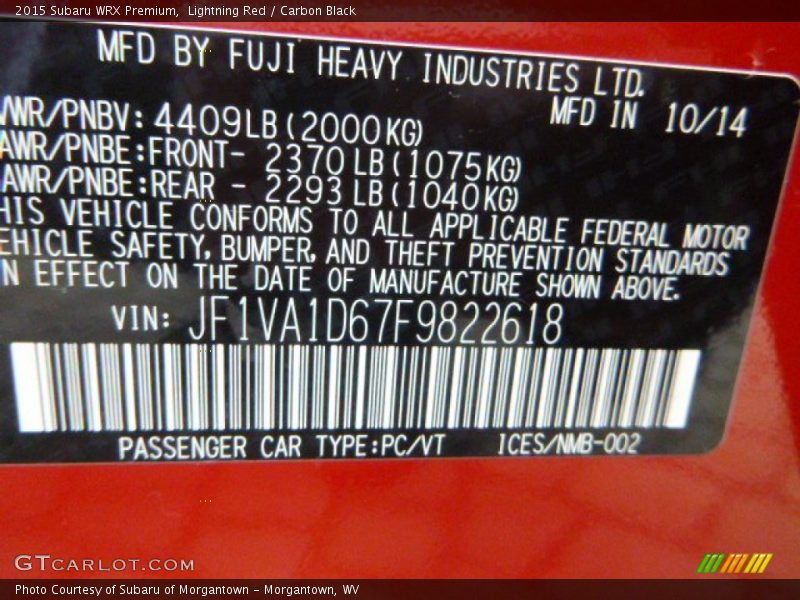 2015 Subaru WRX Premium, Lightning Red / Carbon Black
MFD BY FUJI HEAVY INDUSTRIES LTD.
MFD IN 10/14
VWR/PNBV: 4409LB (2000KG)
AWR/PNBE:FRONT- 2370 LB (1075KG)
AWR/PNBE:REAR - 2293 LB (1040KG)
HIS VEHICLE CONFORMS TO ALL APPLICABLE FEDERAL MOTOR
EHICLE SAFETY, BUMPER, AND THEFT PREVENTION STANDARDS
N EFFECT ON THE DATE OF MANUFACTURE SHOWN ABOVE.
VIN: JF1VA1D67F9822618
PASSENGER CAR TYPE:PC/VT ICES/NMB-002
GTCARLOT.COM
Photo Courtesy of Subaru of Morgantown - Morgantown, WV